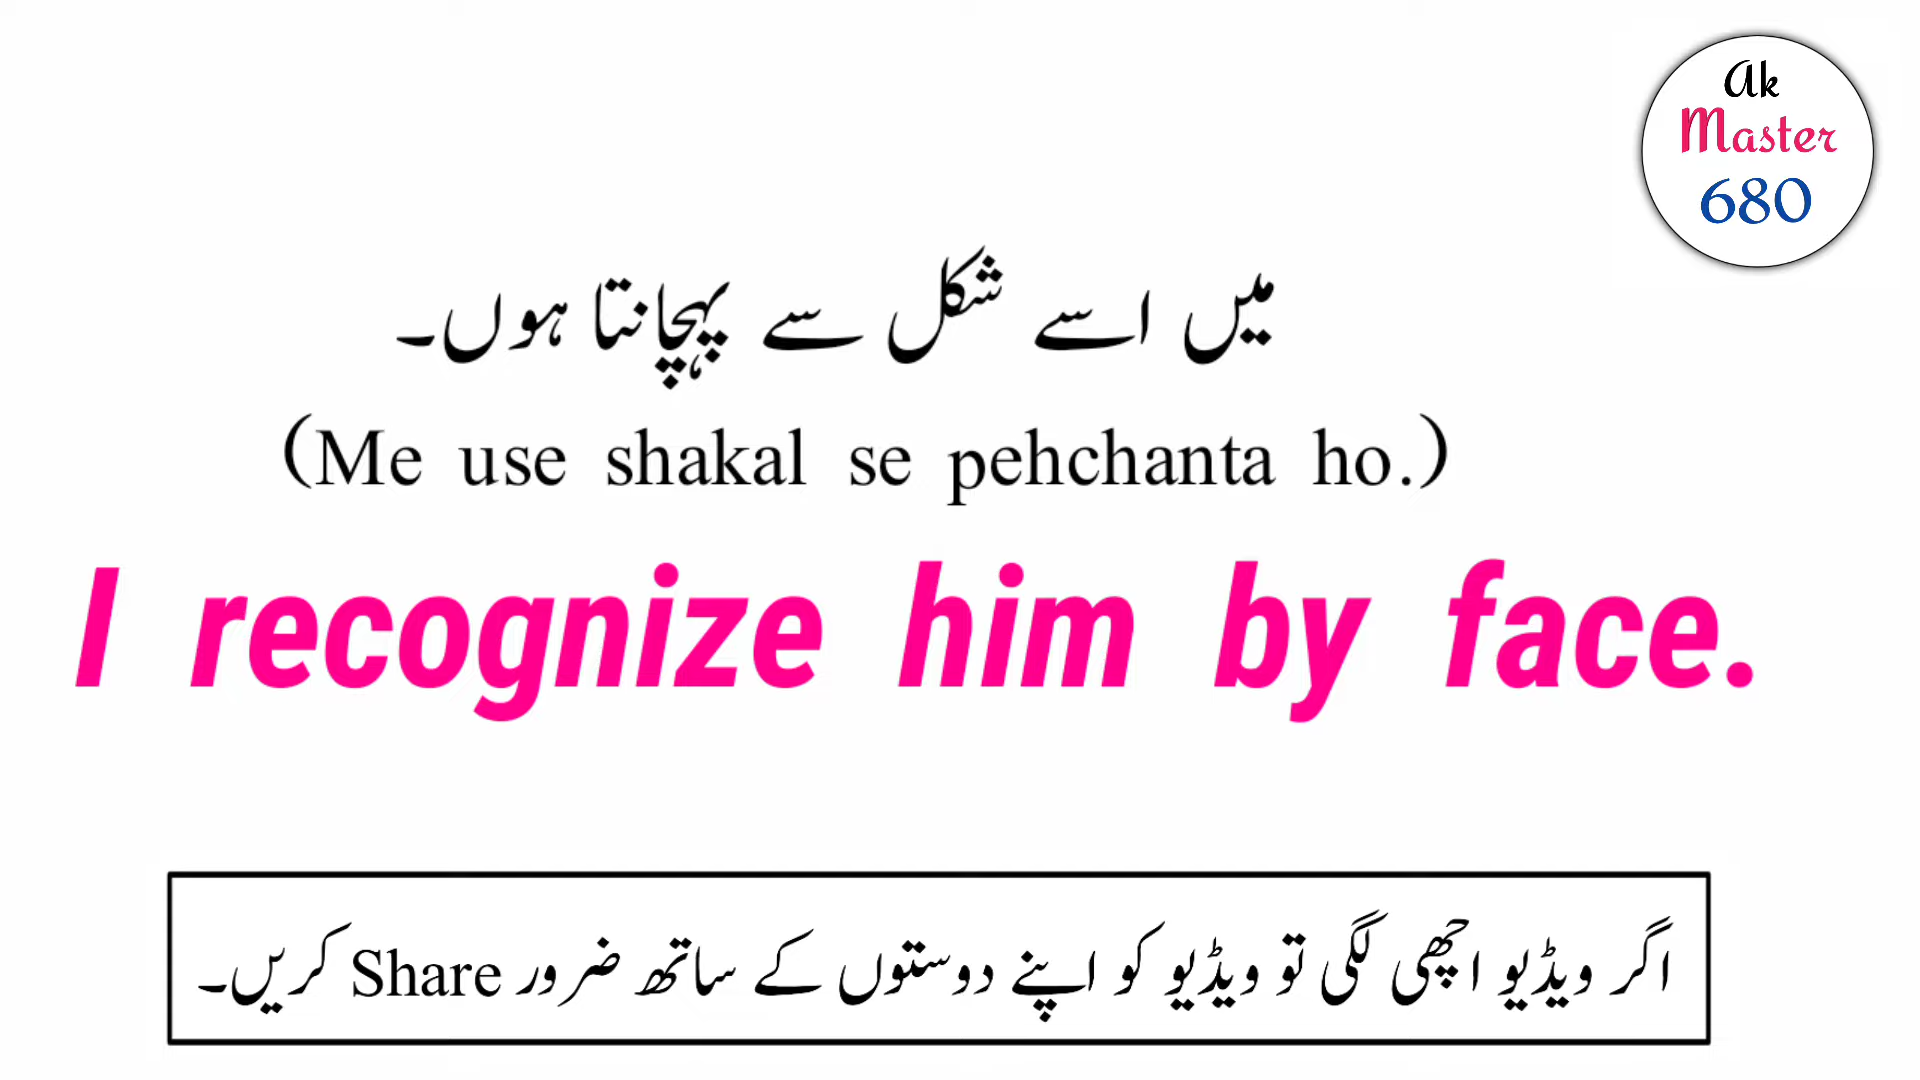 Ak
Master
680
میں اسے شکل سے پہچانتا ہوں۔
(Me use shakal se pehchanta ho.)
I recognize him by face.
اگر ویڈیو اچھی لگی تو ویڈیو کو اپنے دوستوں کے ساتھ ضرور Share کریں۔